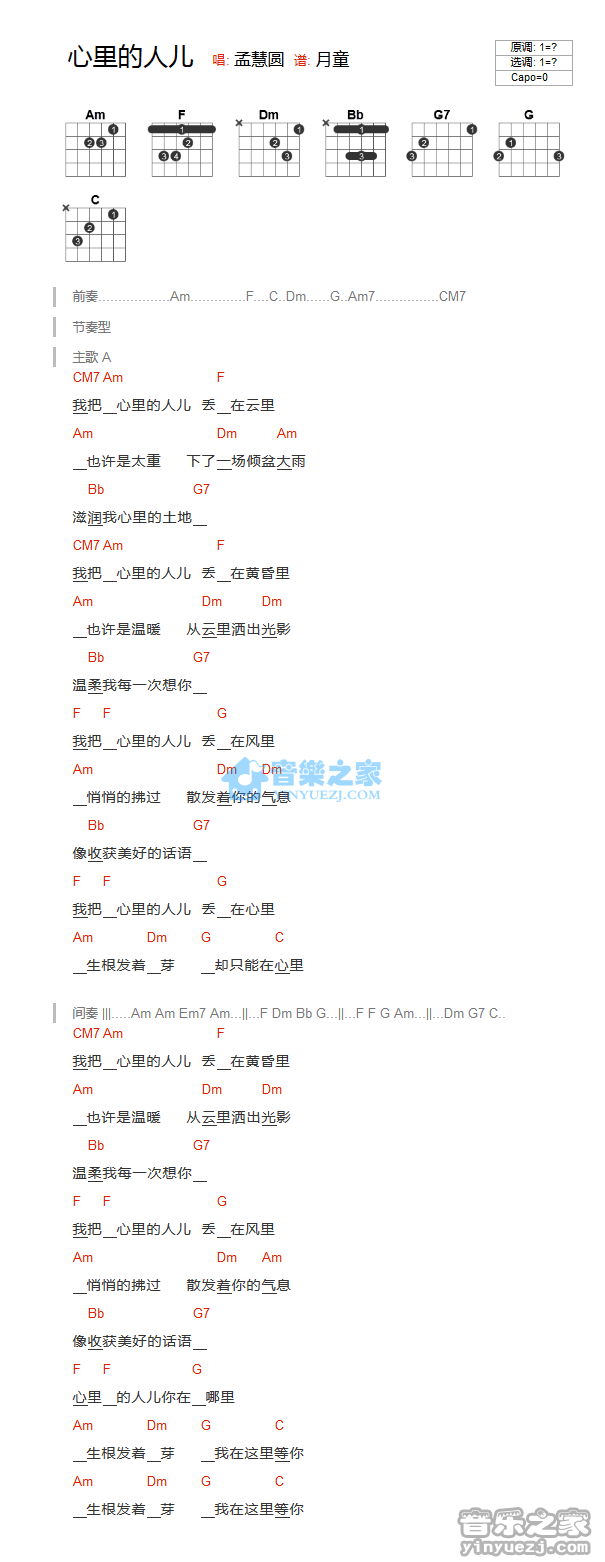 心里的人儿 唱: 孟慧圆 谱: 月童
原调: 1=?
选调: 1=?
Capo=0
Am F Dm Bb G7 G
C
前奏..................Am..............F....C..Dm......G..Am7................CM7
节奏型
主歌 A
CM7 Am F
我把__心里的人儿 丢__在云里
Am Dm Am
__也许是太重 下了一场倾盆大雨
Bb G7
滋润我心里的土地__
CM7 Am F
我把__心里的人儿 丢__在黄昏里
Am Dm Dm
__也许是温暖 从云里洒出光影
Bb G7
温柔我每一次想你__
F F G
我把__心里的人儿 丢__在风里
Am Dm Dm
__悄悄的拂过 散发着你的气息
音樂之家
YINYUEZJ.COM
Bb G7
像收获美好的话语__
F F G
我把__心里的人儿 丢__在心里
Am Dm G C
__生根发着__芽 __却只能在心里
间奏 |||.....Am Am Em7 Am...||...F Dm Bb G...||...F F G Am...||...Dm G7 C..
CM7 Am F
我把__心里的人儿 丢__在黄昏里
Am Dm Dm
__也许是温暖 从云里洒出光影
Bb G7
温柔我每一次想你__
F F G
我把__心里的人儿 丢__在风里
Am Dm Am
__悄悄的拂过 散发着你的气息
Bb G7
像收获美好的话语__
F F G
心里__的人儿你在__哪里
Am Dm G C
__生根发着__芽 __我在这里等你
Am Dm G C
__生根发着__芽 __我在这里等你
音乐之家
yinyuezj.com